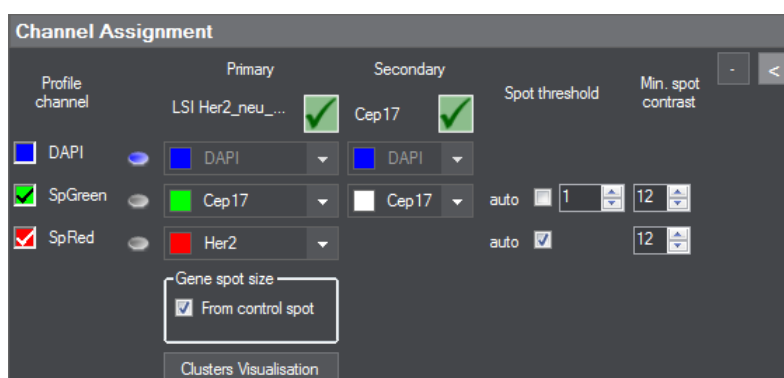 Channel Assignment
- <
Profile channel
Primary
Secondary
Spot threshold
Min. spot contrast
LSI Her2_neu_...
Cep17
DAPI DAPI DAPI
SpGreen Cep17 Cep17 auto 1 12
SpRed Her2 auto 12
Gene spot size
From control spot
Clusters Visualisation